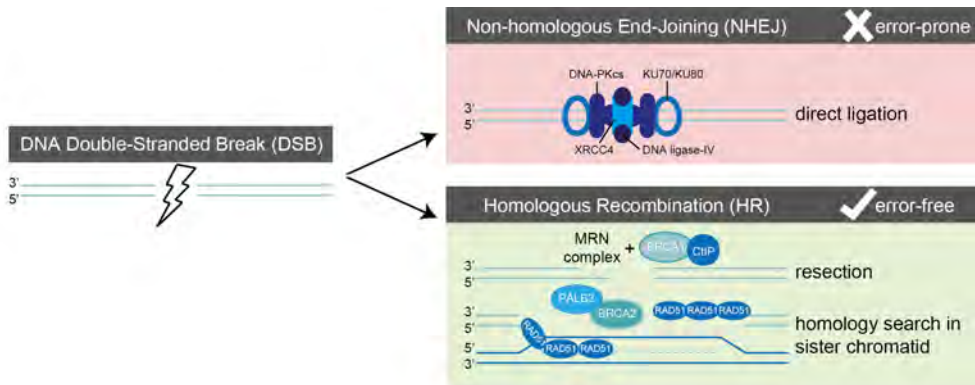 Non-homologous End-Joining (NHEJ)
error-prone
DNA-PKcs
KU70/KU80
3'
5'
direct ligation
XRCC4
DNA ligase-IV
DNA Double-Stranded Break (DSB)
3'
5'
Homologous Recombination (HR)
error-free
MRN
complex
+
BRCA1
CtIP
3'
5'
resection
PALB2
BRCA2
RAD51
RAD51
RAD51
3'
5'
RAD51
RAD51
RAD51
homology search in
sister chromatid
5'
3'